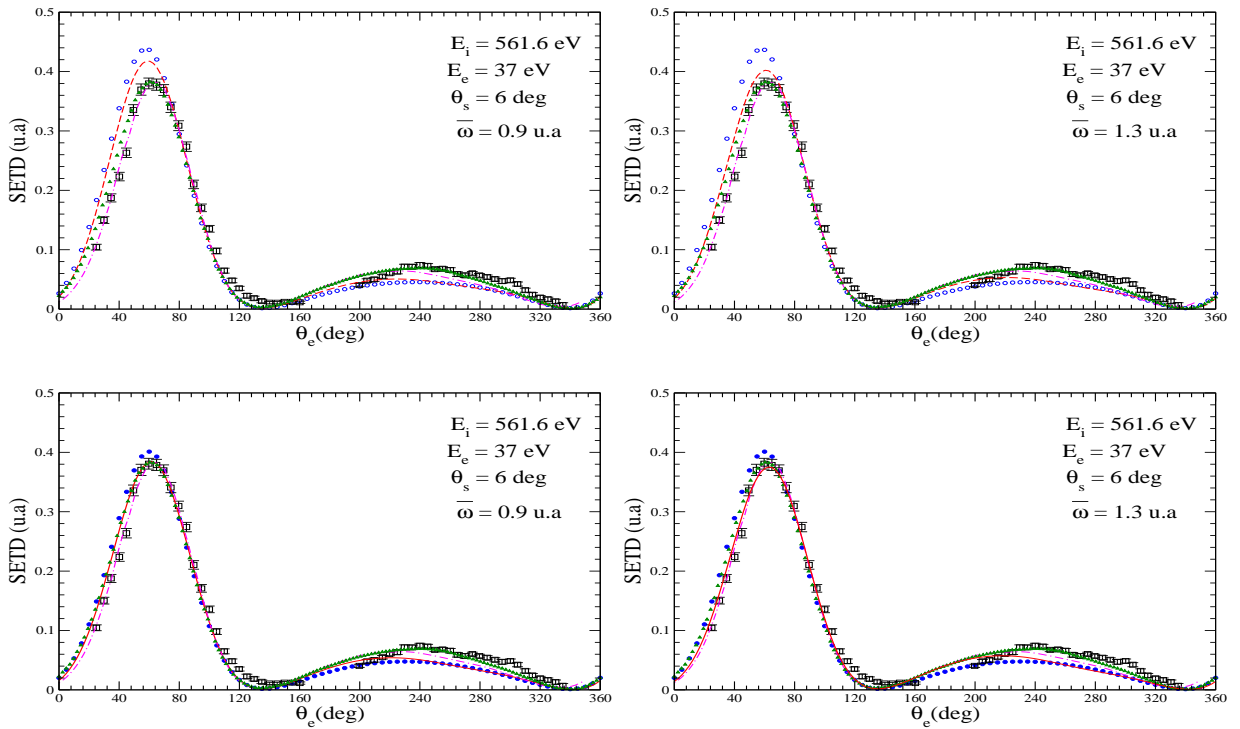 0.5
0.4
0.3
0.2
0.1
0
SETD (u.a)
E_i = 561.6 eV
E_e = 37 eV
θ_s = 6 deg
ω̅ = 0.9 u.a
0 40 80 120 160 200 240 280 320 360
θ_e(deg)
0.5
0.4
0.3
0.2
0.1
0
SETD (u.a)
E_i = 561.6 eV
E_e = 37 eV
θ_s = 6 deg
ω̅ = 1.3 u.a
0 40 80 120 160 200 240 280 320 360
θ_e(deg)
0.5
0.4
0.3
0.2
0.1
0
SETD (u.a)
E_i = 561.6 eV
E_e = 37 eV
θ_s = 6 deg
ω̅ = 0.9 u.a
0 40 80 120 160 200 240 280 320 360
θ_e(deg)
0.5
0.4
0.3
0.2
0.1
0
SETD (u.a)
E_i = 561.6 eV
E_e = 37 eV
θ_s = 6 deg
ω̅ = 1.3 u.a
0 40 80 120 160 200 240 280 320 360
θ_e(deg)